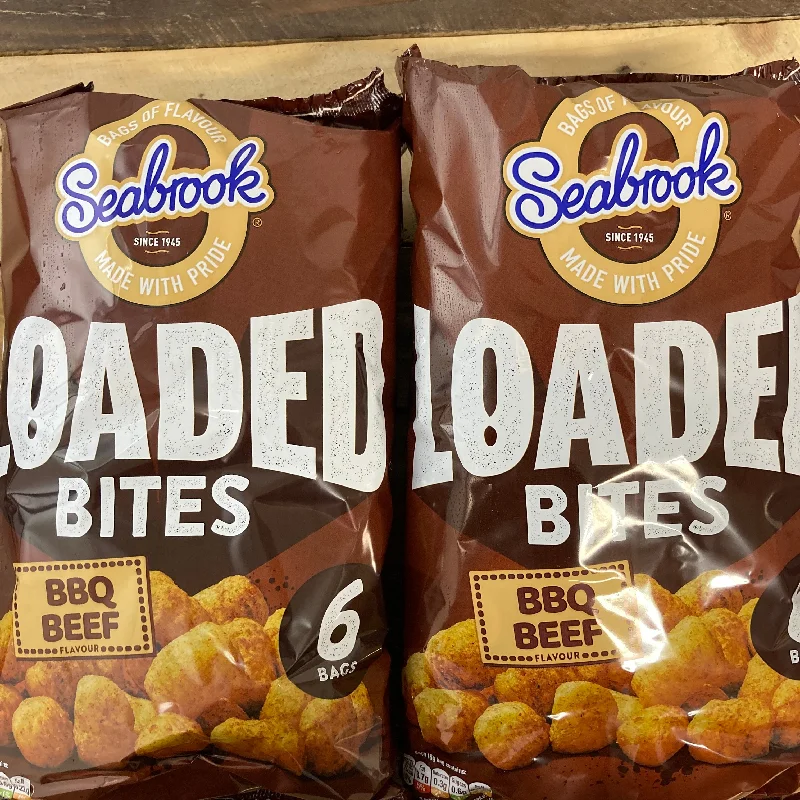 BAGS OF FLAVOUR
Seabrook
®
SINCE 1945
MADE WITH PRIDE
LOADED
BITES
BBQ
BEEF
FLAVOUR
6
BAGS
BAGS OF FLAVOUR
Seabrook
®
SINCE 1945
MADE WITH PRIDE
LOADED
BITES
BBQ
BEEF
FLAVOUR